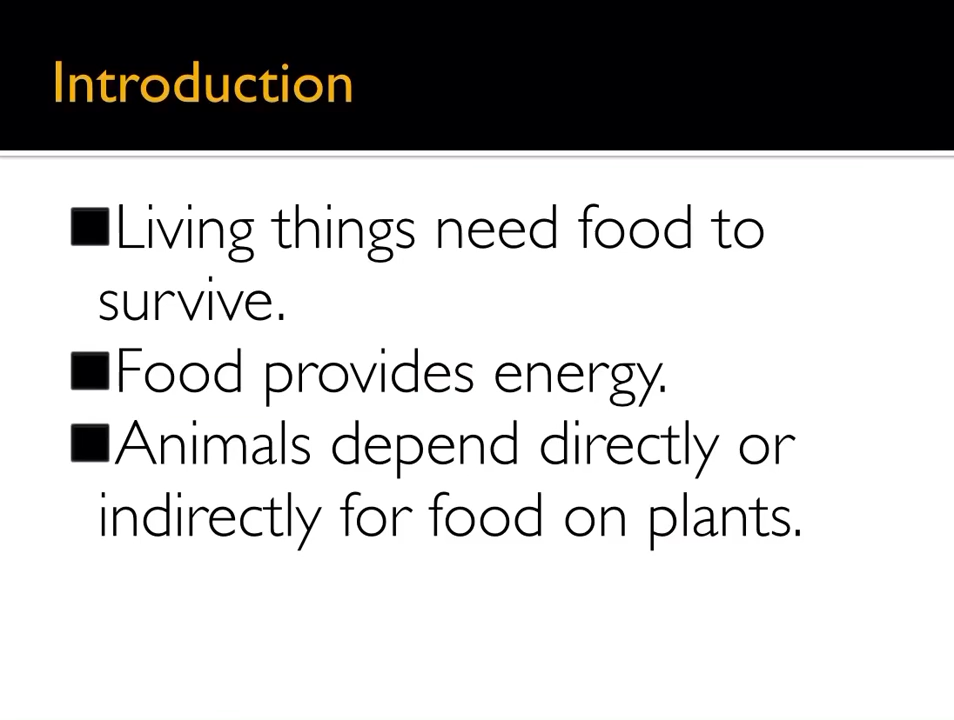 Introduction
■Living things need food to
survive.
■Food provides energy.
■Animals depend directly or
indirectly for food on plants.